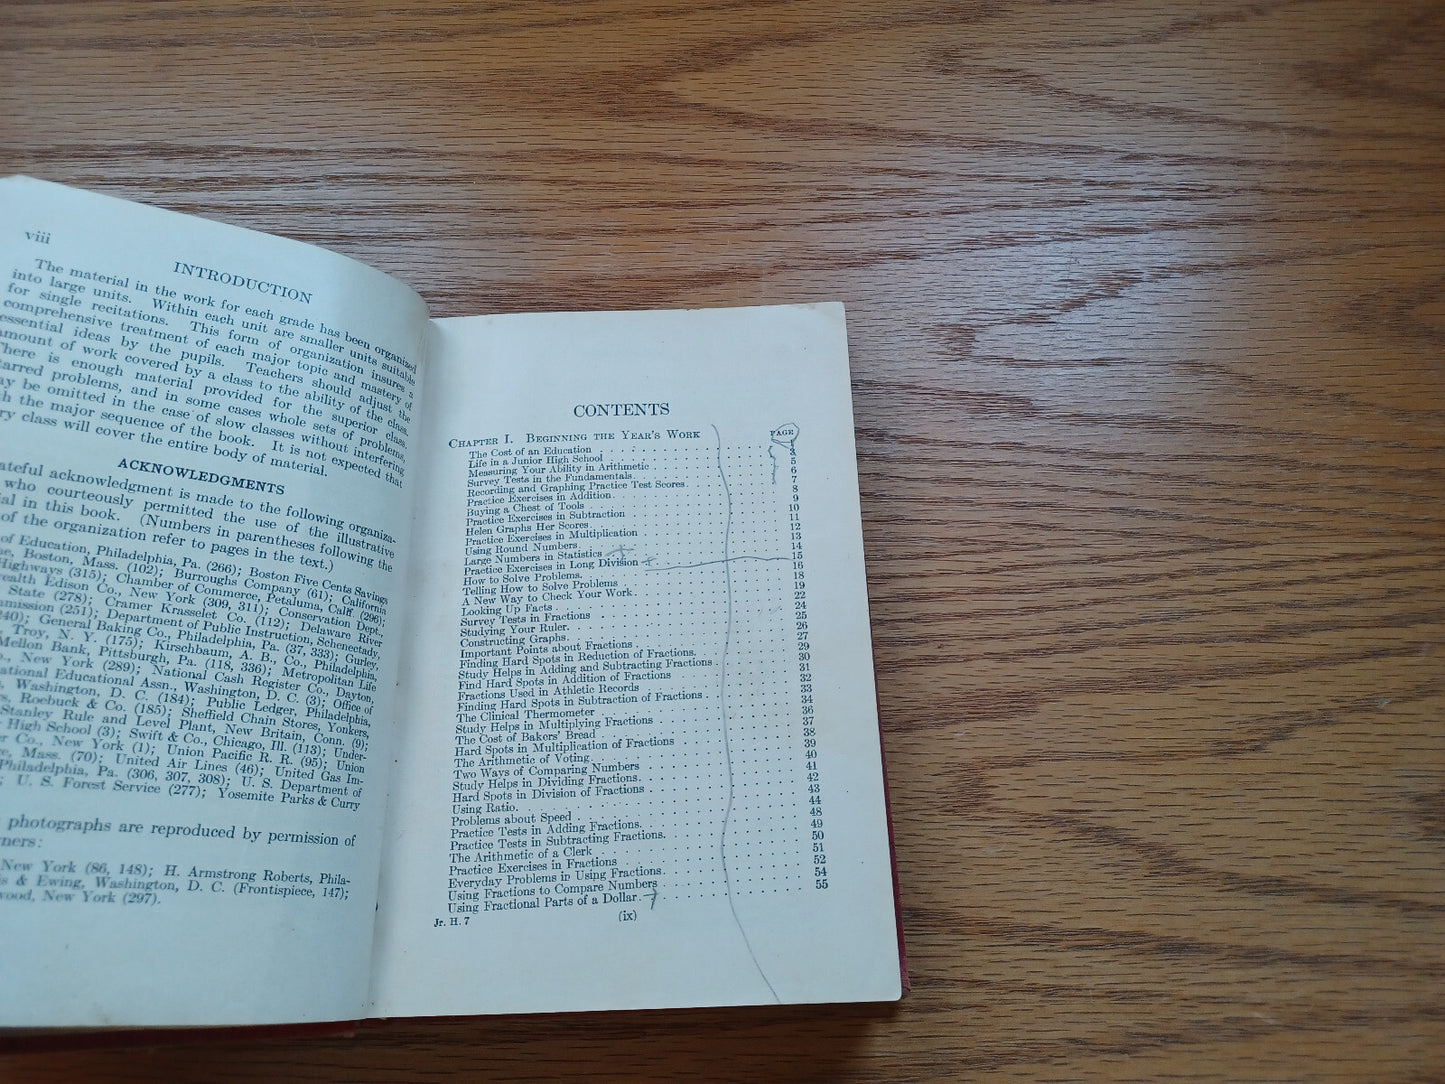 viii
INTRODUCTION
The material in the work for each grade has been organized
into large units. Within each unit are smaller units suitable
for single recitations. This form of organization insures a
comprehensive treatment of each major topic and mastery of
essential ideas by the pupils. Teachers should adjust the
amount of work covered by a class to the ability of the class.
There is enough material provided for the superior class.
starred problems, and in some cases whole sets of problems,
may be omitted in the case of slow classes without interfering
the major sequence of the book. It is not expected that
class will cover the entire body of material.
ACKNOWLEDGMENTS
acknowledgment is made to the following organiza-
who courteously permitted the use of the illustrative
in this book. (Numbers in parentheses following the
of the organization refer to pages in the text.)
of Education, Philadelphia, Pa. (266); Boston Five Cents Savings
Boston, Mass. (102); Burroughs Company (61); California
Highways (315); Chamber of Commerce, Petaluma, Calif (296);
Edison Co., New York (309, 311); Conservation Dept.,
State (278); Cramer Krasselet Co. (112); Delaware River
(251); Department of Public Instruction, Schenectady,
240); General Baking Co., Philadelphia, Pa. (37, 333); Gurley,
Troy, N. Y. (175); Kirschbaum, A. B., Co., Philadelphia,
Mellon Bank, Pittsburgh, Pa. (118, 336); Metropolitan Life
New York (289); National Cash Register Co., Dayton,
Educational Assn., Washington, D. C. (3); Office of
Washington, D. C. (184); Public Ledger, Philadelphia,
Roebuck & Co. (185); Sheffield Chain Stores, Yonkers,
Stanley Rule and Level Plant, New Britain, Conn. (9);
High School (3); Swift & Co., Chicago, Ill. (113); Under-
Co., New York (1); Union Pacific R. R. (95); Union
Mass. (70); United Air Lines (46); United Gas Im-
Philadelphia, Pa. (306, 307, 308); U. S. Department of
U. S. Forest Service (277); Yosemite Parks & Curry
photographs are reproduced by permission of
New York (86, 148); H. Armstrong Roberts, Phila-
& Ewing, Washington, D. C. (Frontispiece, 147);
New York (297).
CONTENTS
CHAPTER I. BEGINNING THE YEAR'S WORK PAGE
The Cost of an Education 1
Life in a Junior High School 3
Measuring Your Ability in Arithmetic 5
Survey Tests in the Fundamentals 6
Recording and Graphing Practice Test Scores 7
Practice Exercises in Addition 8
Buying a Chest of Tools 9
Practice Exercises in Subtraction 10
Helen Graphs Her Scores 11
Practice Exercises in Multiplication 12
Using Round Numbers 13
Large Numbers in Statistics 14
Practice Exercises in Long Division 15
How to Solve Problems 16
Telling How to Solve Problems 18
A New Way to Check Your Work 19
Looking Up Facts 22
Survey Tests in Fractions 24
Studying Your Ruler 25
Constructing Graphs 26
Important Points about Fractions 27
Finding Hard Spots in Reduction of Fractions 29
Study Helps in Adding and Subtracting Fractions 30
Find Hard Spots in Addition of Fractions 31
Fractions Used in Athletic Records 32
Finding Hard Spots in Subtraction of Fractions 33
The Clinical Thermometer 34
Study Helps in Multiplying Fractions 36
The Cost of Bakers' Bread 37
Hard Spots in Multiplication of Fractions 38
The Arithmetic of Voting 39
Two Ways of Comparing Numbers 40
Study Helps in Dividing Fractions 41
Hard Spots in Division of Fractions 42
Using Ratio 43
Problems about Speed 44
Practice Tests in Adding Fractions 48
Practice Tests in Subtracting Fractions 49
The Arithmetic of a Clerk 50
Practice Exercises in Fractions 51
Everyday Problems in Using Fractions 52
Using Fractions to Compare Numbers 54
Using Fractional Parts of a Dollar 55
Jr. H. 7
(ix)